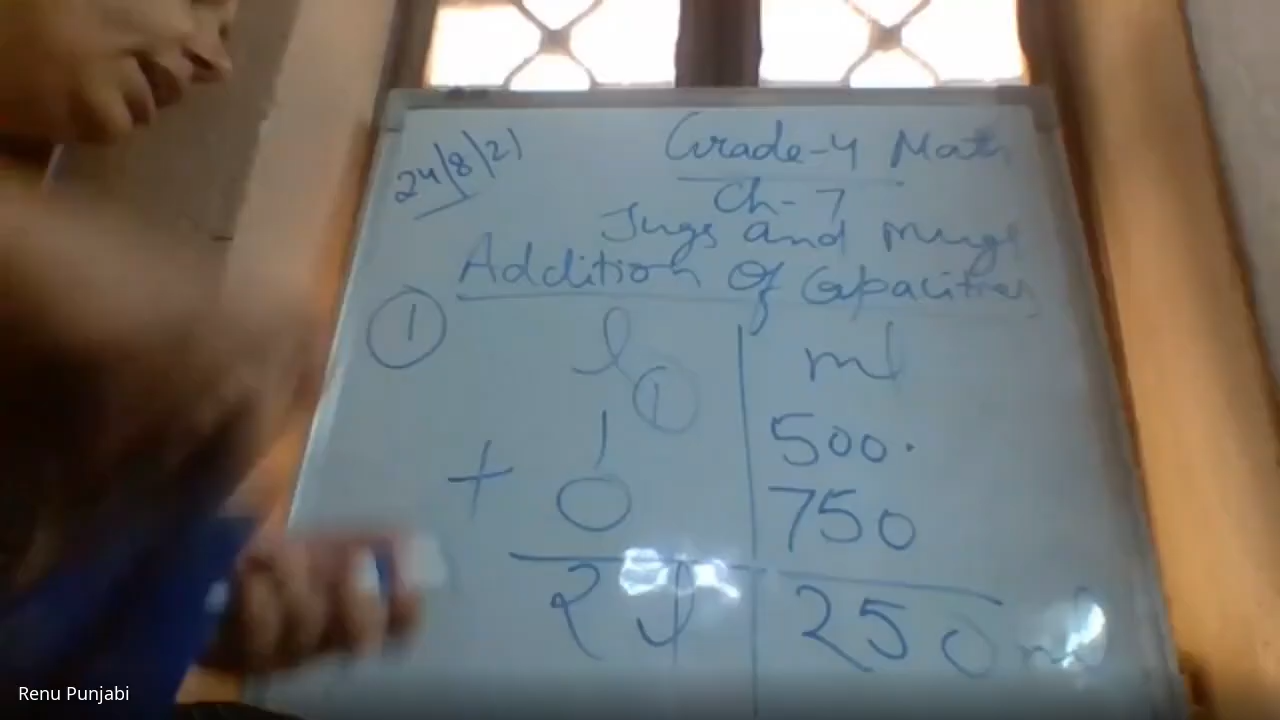 24/8/21
Grade-4 Math
Ch-7
Jugs and Mugs
Addition of Capacities
① l | ml
①
1 | 500.
+ 0 | 750
2 l | 250 ml
Renu Punjabi